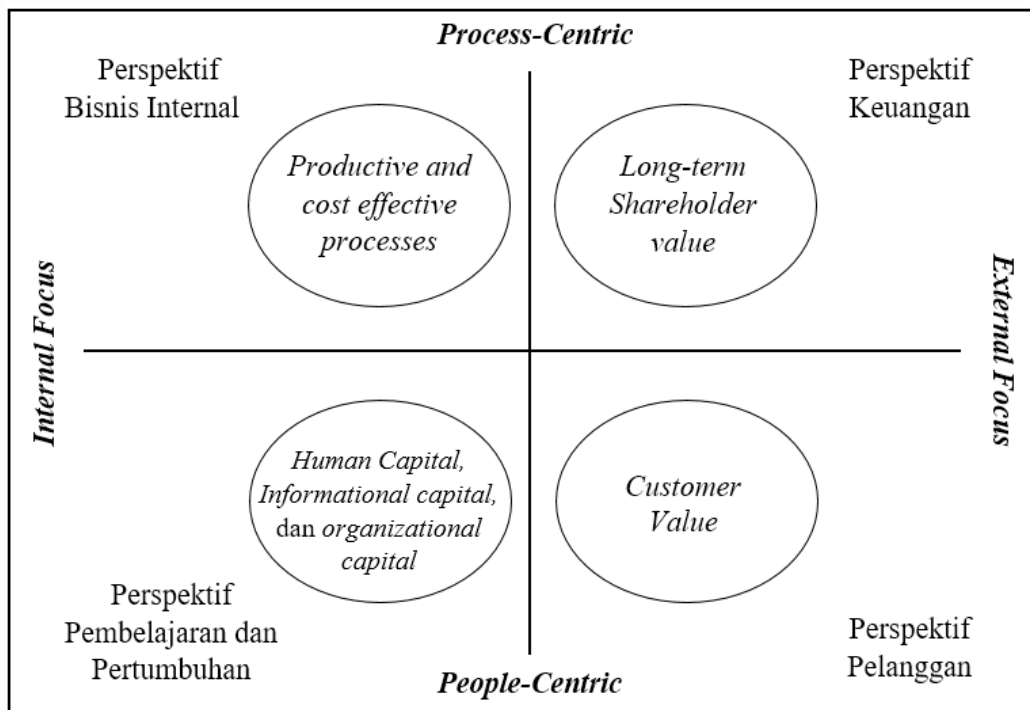 Process-Centric
Perspektif
Bisnis Internal
Perspektif
Keuangan
Productive and
cost effective
processes
Long-term
Shareholder
value
Internal Focus
External Focus
Human Capital,
Informational capital,
dan organizational
capital
Customer
Value
Perspektif
Pembelajaran dan
Pertumbuhan
Perspektif
Pelanggan
People-Centric